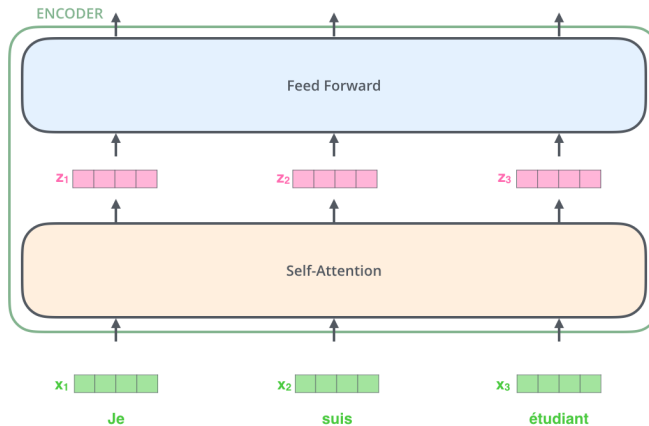 ENCODER
Feed Forward
z₁ z₂ z₃
Self-Attention
x₁ x₂ x₃
Je suis étudiant